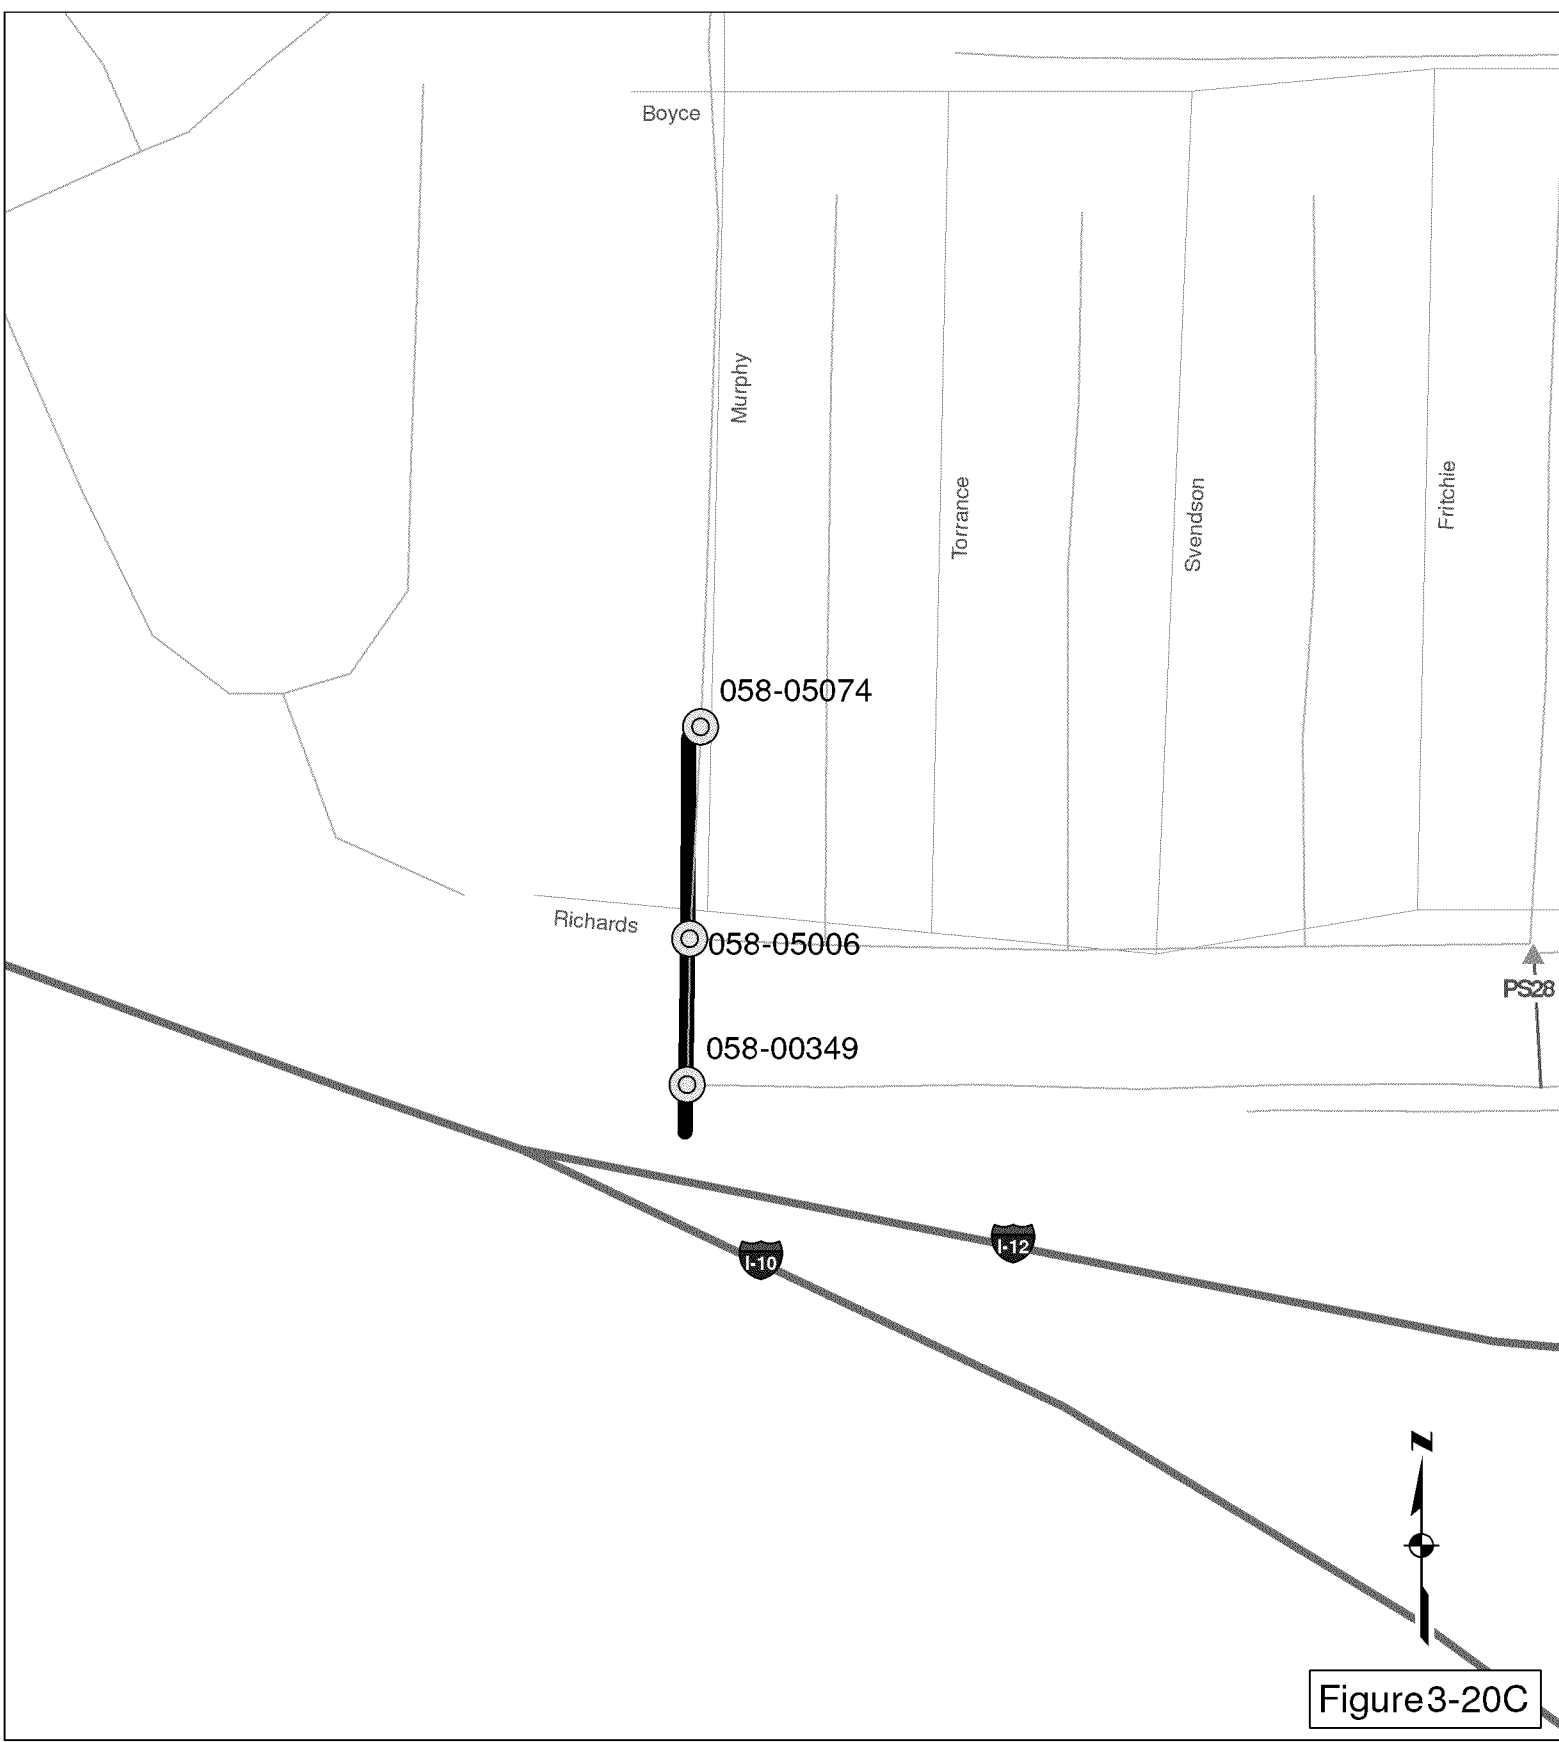 Boyce
Murphy
Torrance
Svendson
Fritchie
058-05074
Richards
058-05006
PS28
058-00349
I-12
I-10
N
Figure3-20C